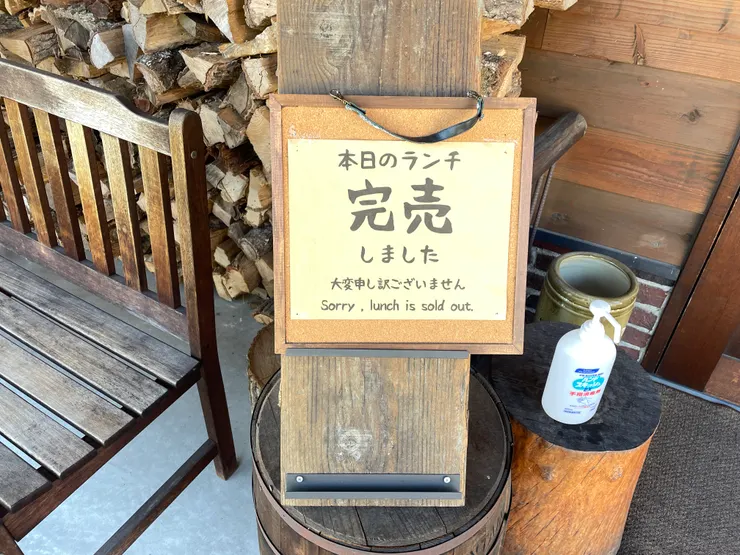 本日のランチ
完売
しました
大変申し訳ございません
Sorry , lunch is sold out.